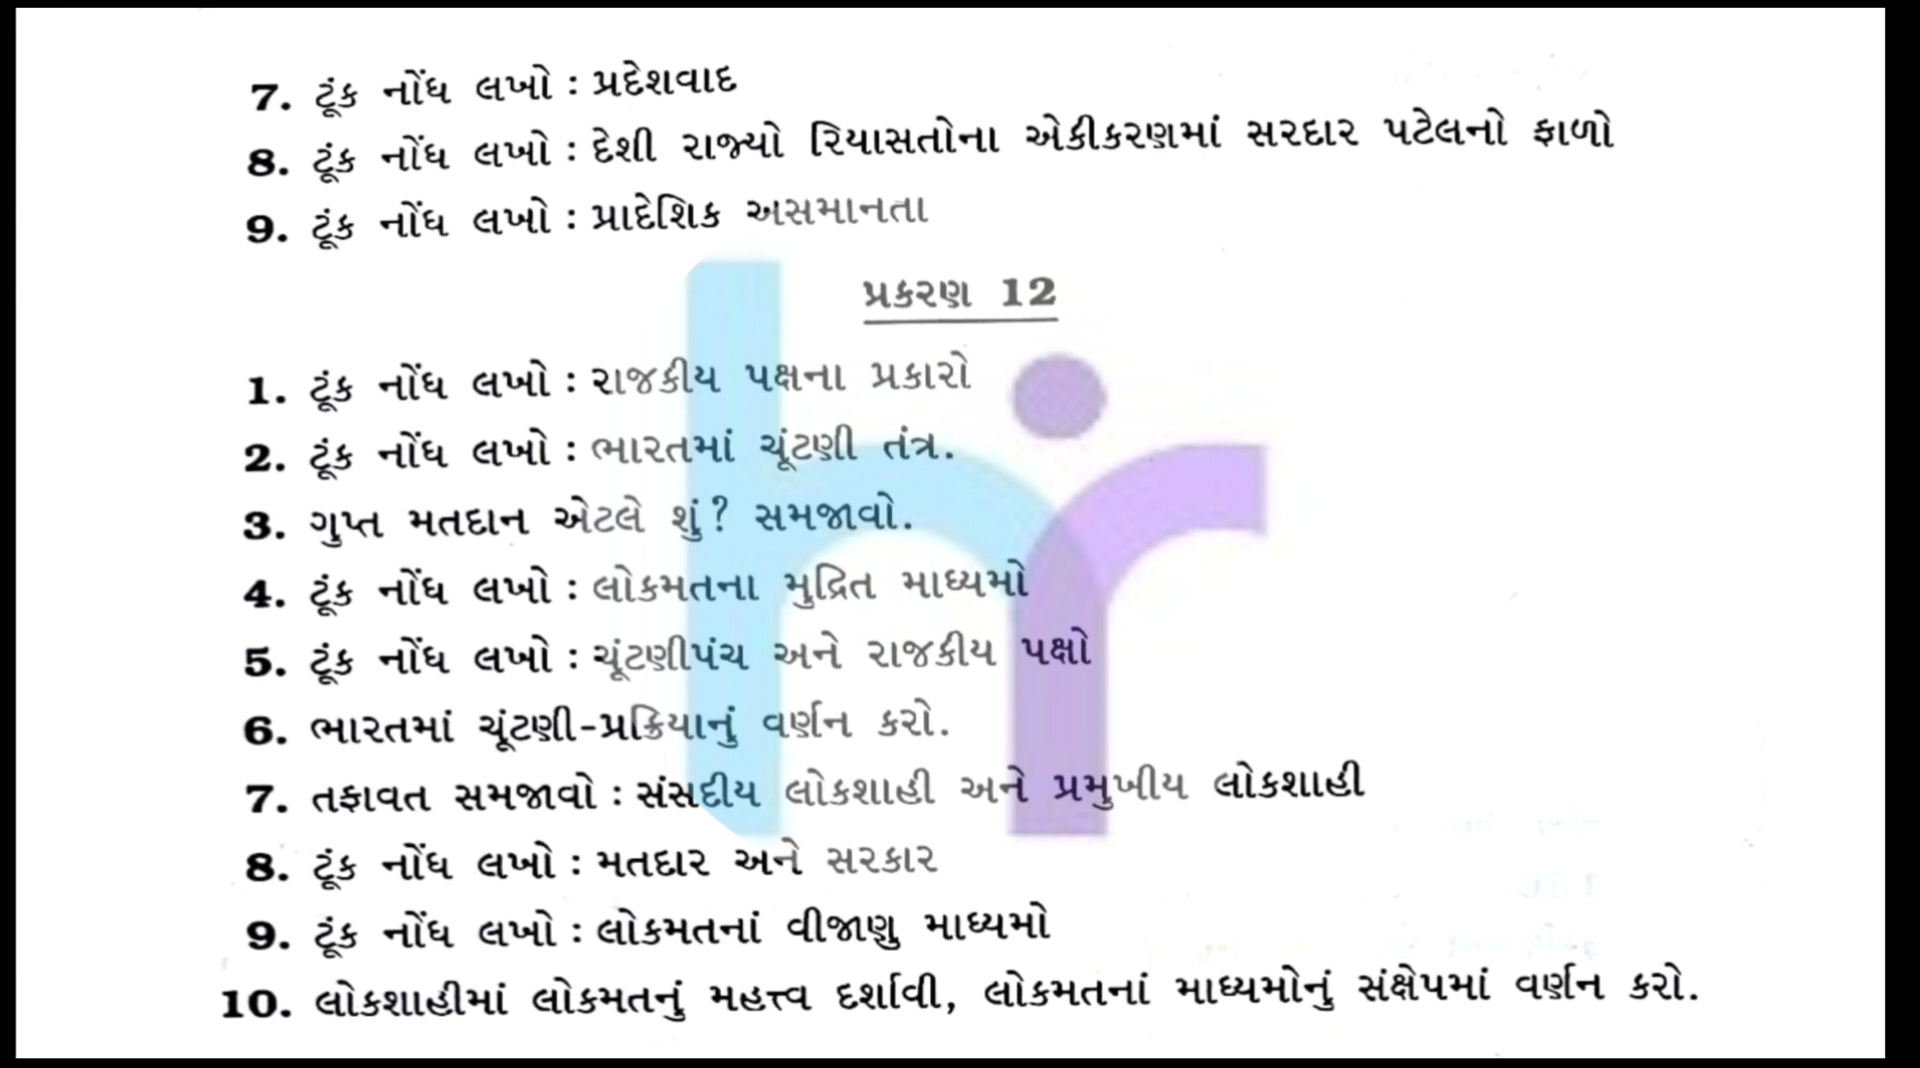 7. ટૂંક નોંધ લખો : પ્રદેશવાદ
8. ટૂંક નોંધ લખો : દેશી રાજ્યો રિયાસતોના એકીકરણમાં સરદાર પટેલનો ફાળો
9. ટૂંક નોંધ લખો : પ્રાદેશિક અસમાનતા
પ્રકરણ 12
1. ટૂંક નોંધ લખો : રાજકીય પક્ષના પ્રકારો
2. ટૂંક નોંધ લખો : ભારતમાં ચૂંટણી તંત્ર.
3. ગુપ્ત મતદાન એટલે શું? સમજાવો.
4. ટૂંક નોંધ લખો : લોકમતના મુદ્રિત માધ્યમો
5. ટૂંક નોંધ લખો : ચૂંટણીપંચ અને રાજકીય પક્ષો
6. ભારતમાં ચૂંટણી-પ્રક્રિયાનું વર્ણન કરો.
7. તફાવત સમજાવો : સંસદીય લોકશાહી અને પ્રમુખીય લોકશાહી
8. ટૂંક નોંધ લખો : મતદાર અને સરકાર
9. ટૂંક નોંધ લખો : લોકમતનાં વીજાણુ માધ્યમો
10. લોકશાહીમાં લોકમતનું મહત્ત્વ દર્શાવી, લોકમતનાં માધ્યમોનું સંક્ષેપમાં વર્ણન કરો.